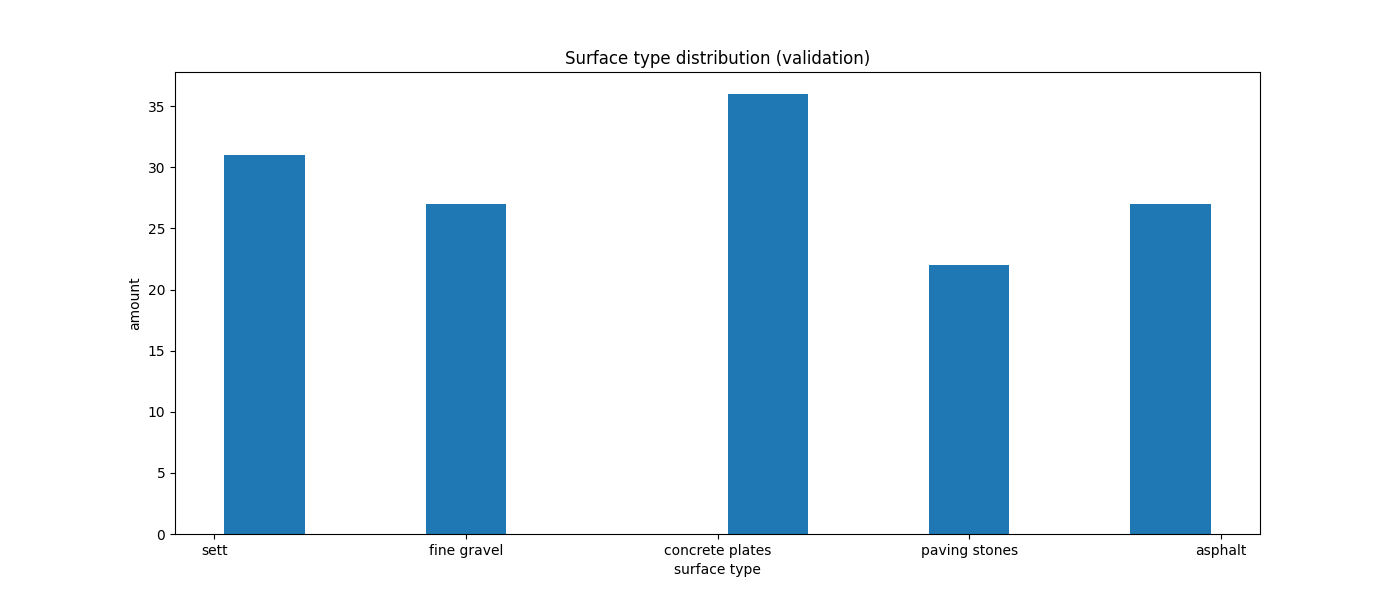 Surface type distribution (validation)
amount
35
30
25
20
15
10
5
0
sett fine gravel concrete plates paving stones asphalt
surface type